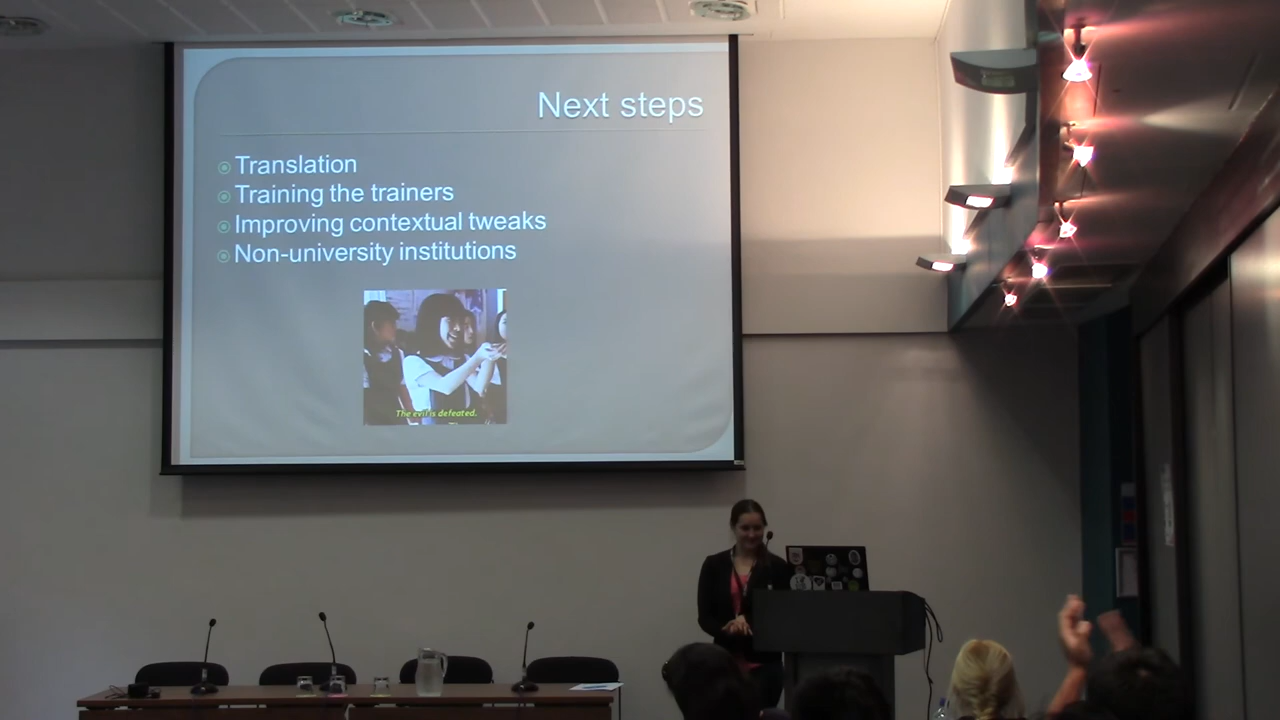 Next steps
Translation
Training the trainers
Improving contextual tweaks
Non-university institutions
The evil is defeated.